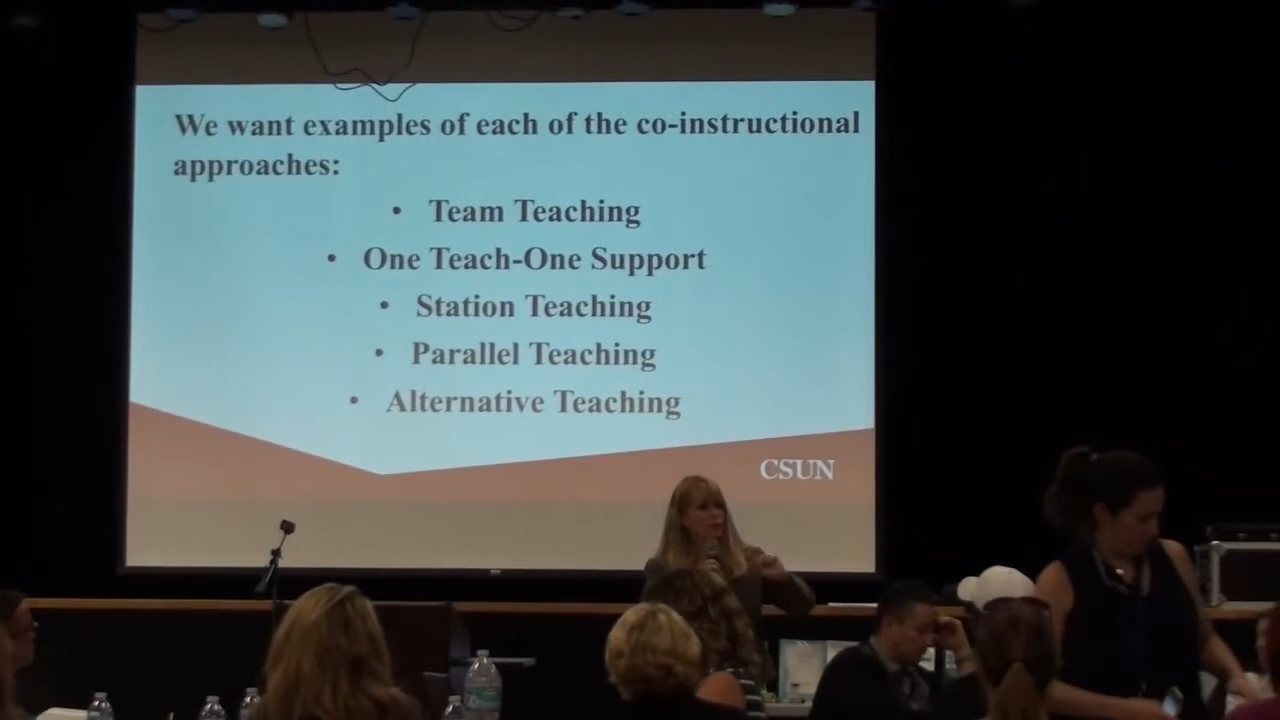 We want examples of each of the co-instructional
approaches:
• Team Teaching
• One Teach-One Support
• Station Teaching
• Parallel Teaching
• Alternative Teaching
CSUN